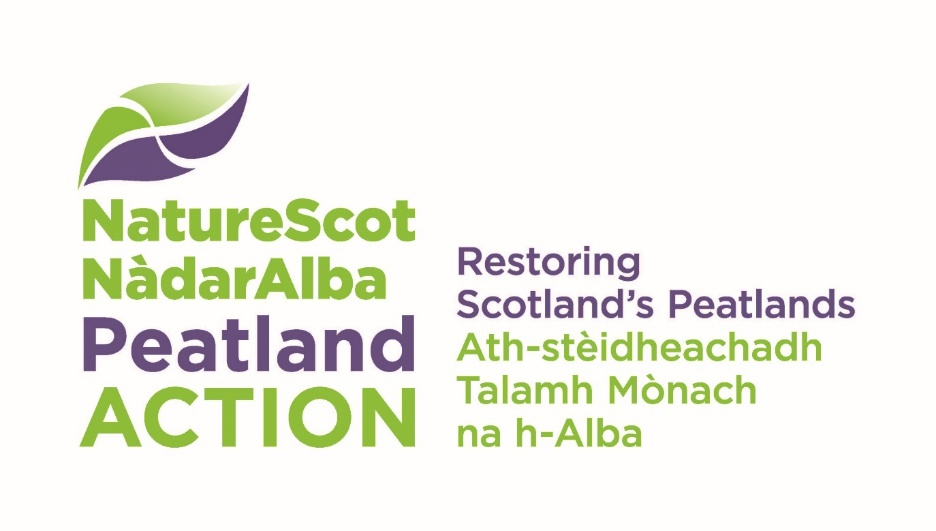 NatureScot
NàdarAlba
Peatland
ACTION
Restoring
Scotland's Peatlands
Ath-stèidheachadh
Talamh Mònach
na h-Alba